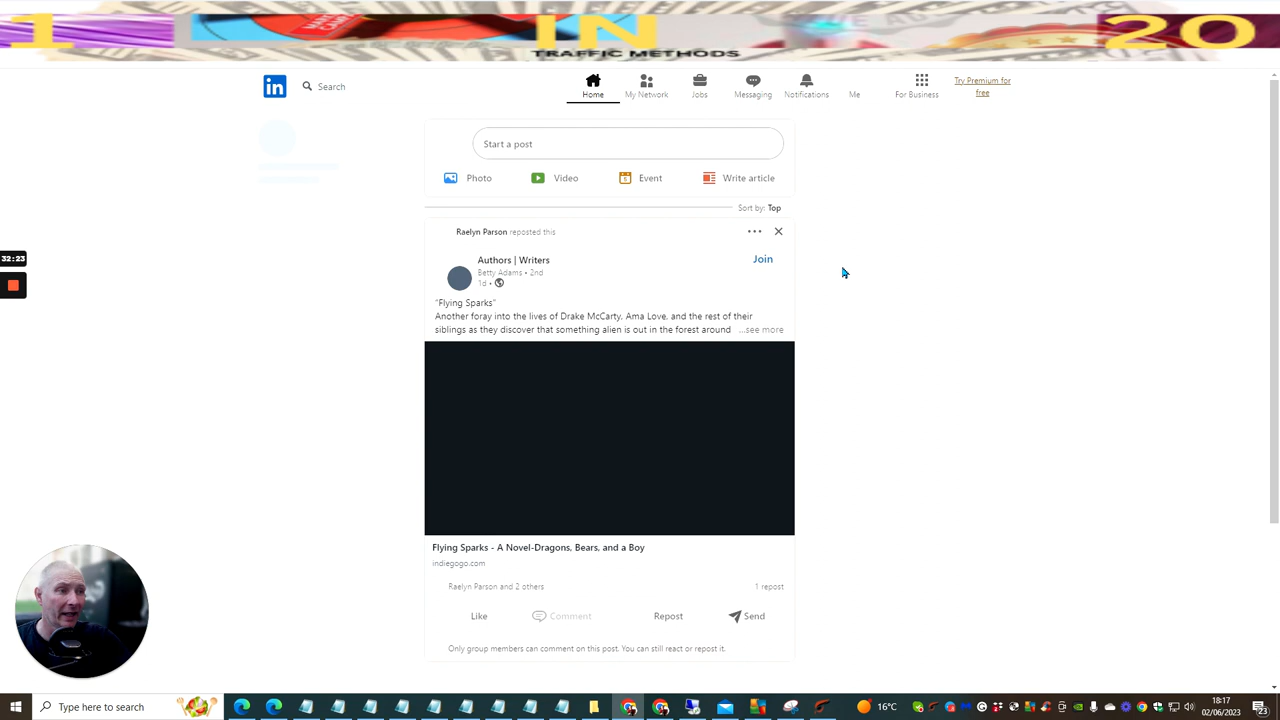 1 IN 20
TRAFFIC METHODS
in Search
Home My Network Jobs Messaging Notifications Me For Business Try Premium for
free
Start a post
Photo Video Event Write article
Sort by: Top
Raelyn Parson reposted this
Authors | Writers Join
Betty Adams • 2nd
1d •
"Flying Sparks"
Another foray into the lives of Drake McCarty, Ama Love, and the rest of their
siblings as they discover that something alien is out in the forest around ...see more
32:23
Flying Sparks - A Novel-Dragons, Bears, and a Boy
indiegogo.com
Raelyn Parson and 2 others 1 repost
Like Comment Repost Send
Only group members can comment on this post. You can still react or repost it.
Type here to search 16°C 18:17
02/06/2023